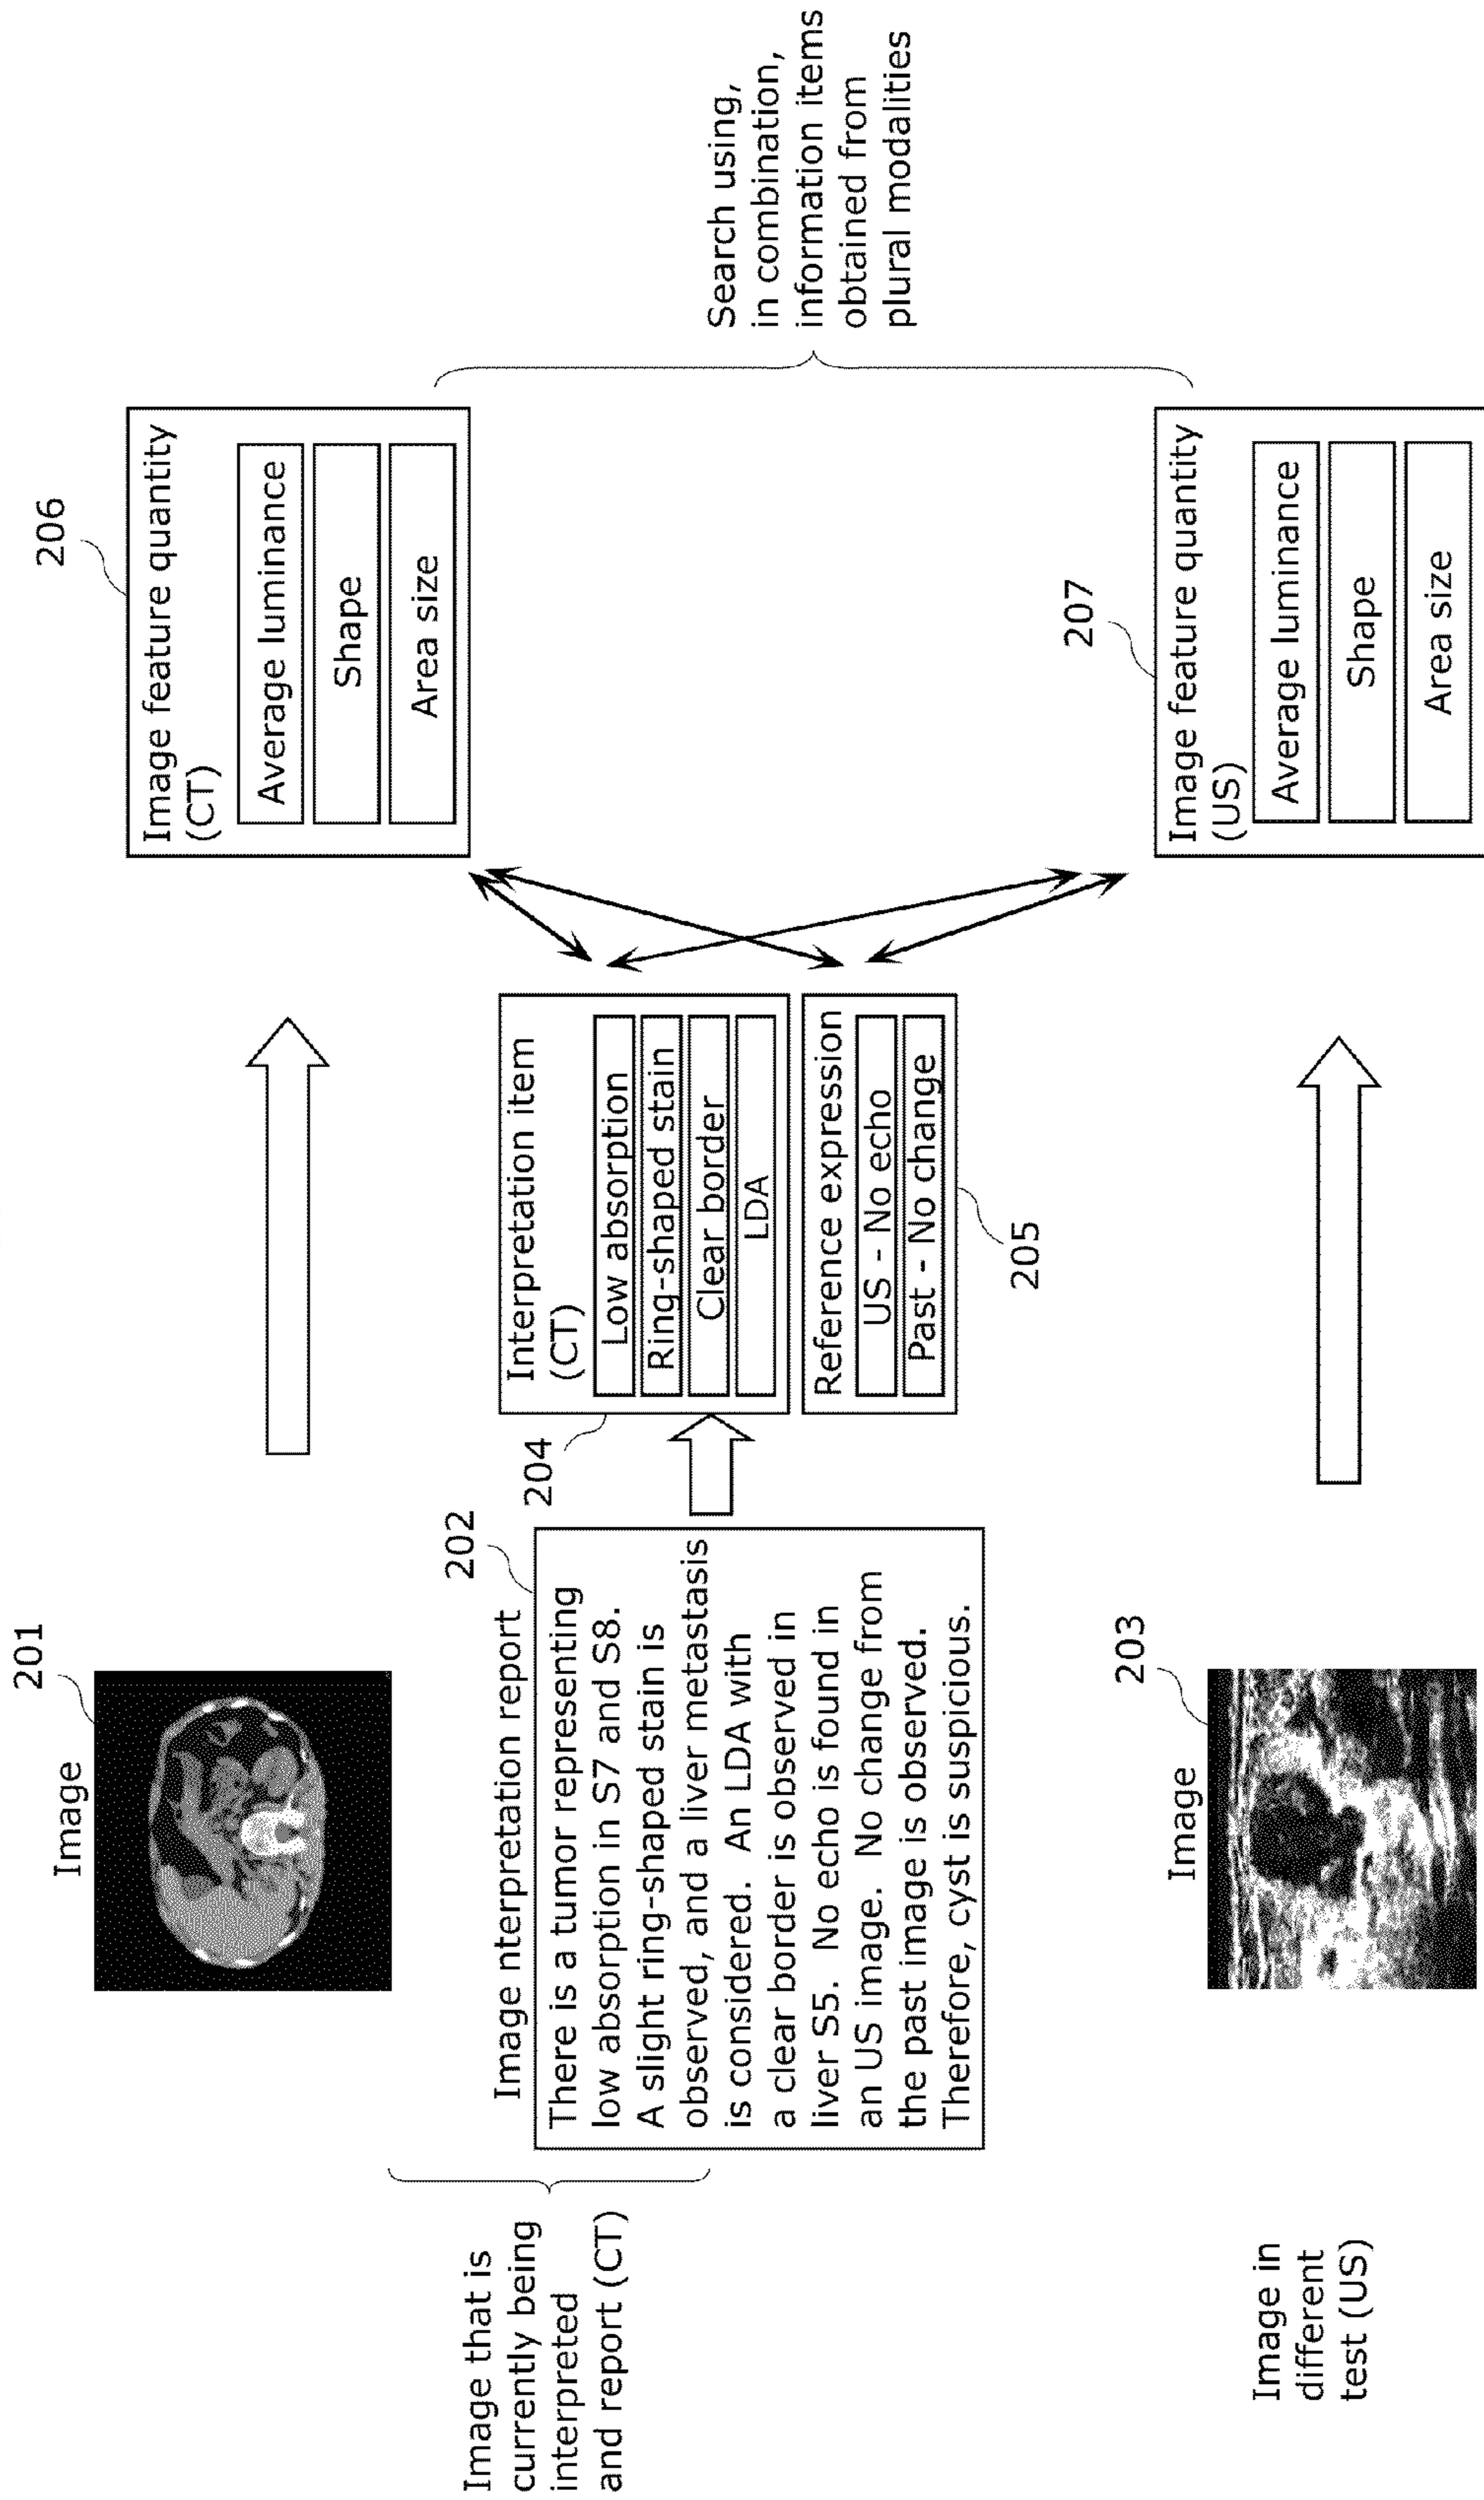 Image that is
currently being
interpreted
and report (CT)
Image
201
Image nterpretation report
202
There is a tumor representing
low absorption in S7 and S8.
A slight ring-shaped stain is
observed, and a liver metastasis
is considered. An LDA with
a clear border is observed in
liver S5. No echo is found in
an US image. No change from
the past image is observed.
Therefore, cyst is suspicious.
204
Interpretation item
(CT)
Low absorption
Ring-shaped stain
Clear border
LDA
Reference expression
US - No echo
Past - No change
205
206
Image feature quantity
(CT)
Average luminance
Shape
Area size
Search using,
in combination,
information items
obtained from
plural modalities
Image in
different
test (US)
Image
203
207
Image feature quantity
(US)
Average luminance
Shape
Area size